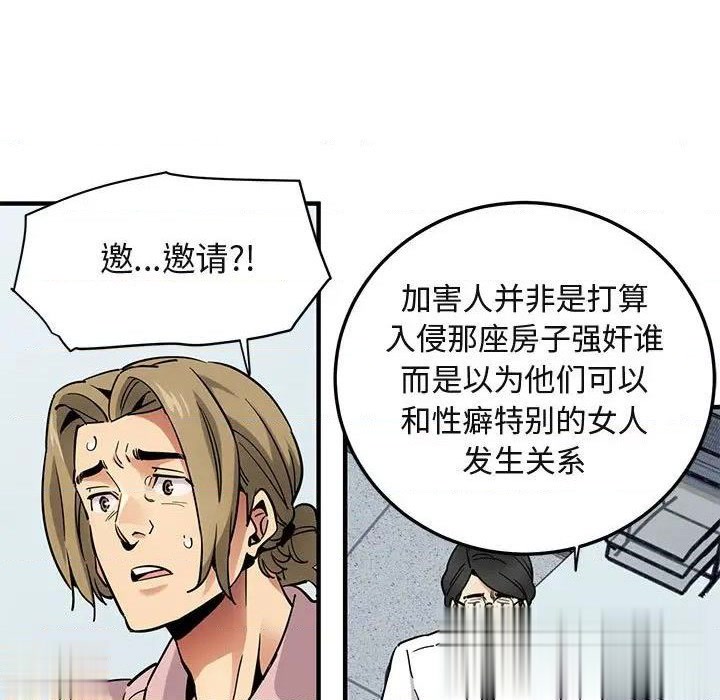 邀...邀请?!
加害人并非是打算
入侵那座房子强奸谁
而是以为他们可以
和性癖特别的女人
发生关系